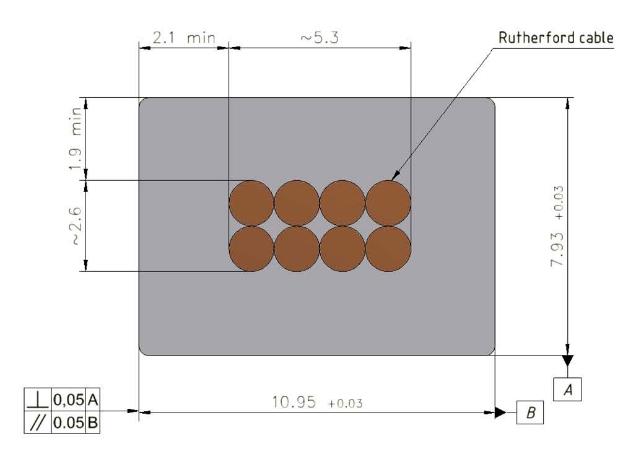 2.1 min
~5.3
Rutherford cable
1.9 min
~2.6
7.93 +0.03
A
⊥ 0,05 A
// 0.05 B
10.95 +0.03
B